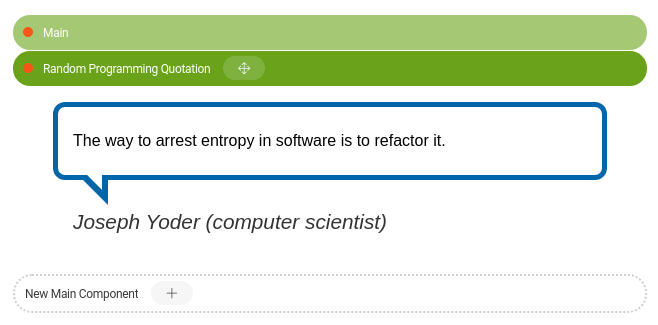 Main
Random Programming Quotation
The way to arrest entropy in software is to refactor it.
Joseph Yoder (computer scientist)
New Main Component